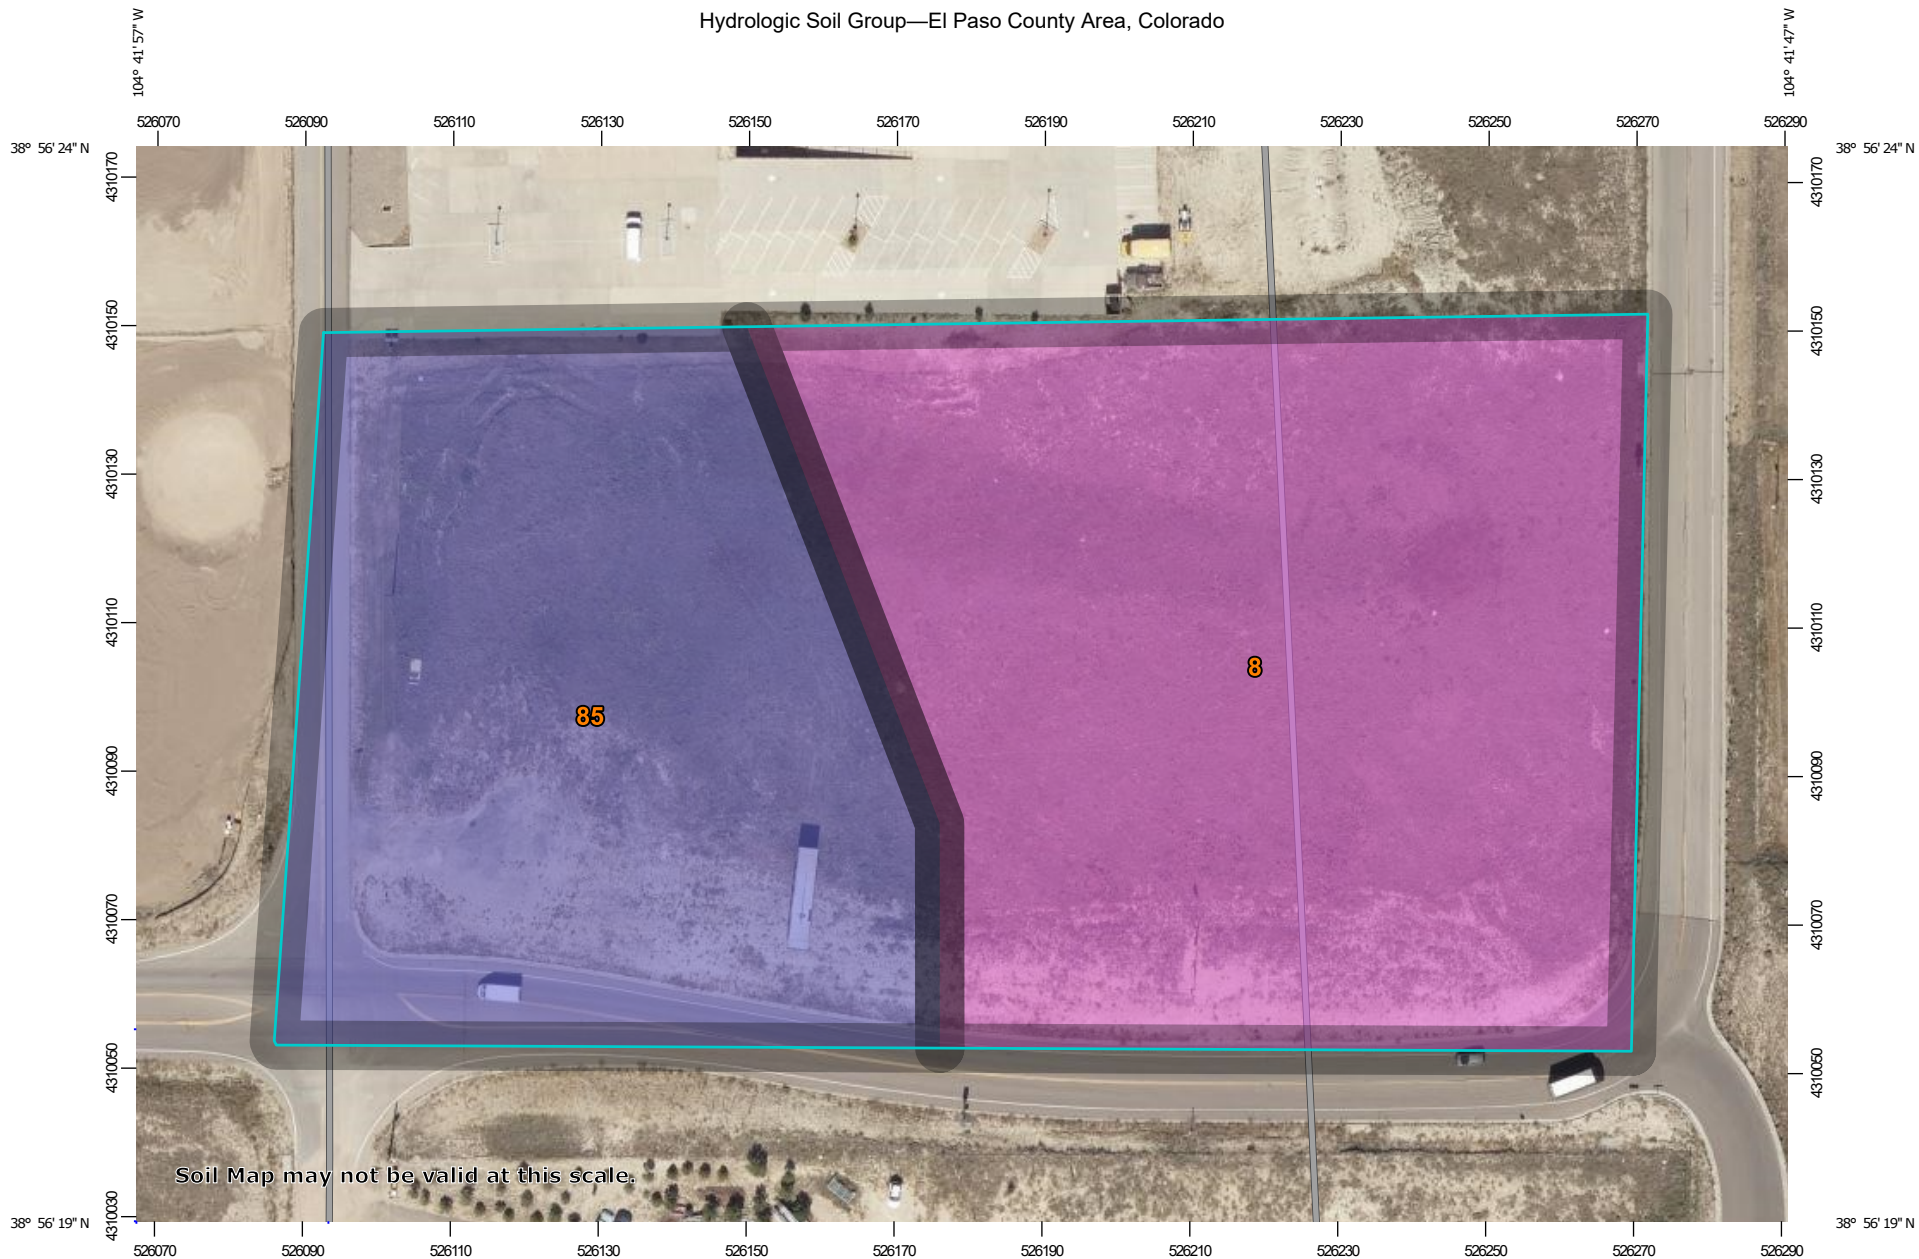 Hydrologic Soil Group—El Paso County Area, Colorado
104° 41' 57" W
104° 41' 47" W
526070 526090 526110 526130 526150 526170 526190 526210 526230 526250 526270 526290
38° 56' 24" N
38° 56' 24" N
4310170
4310170
4310150
4310150
4310130
4310130
4310110
4310110
8
85
4310090
4310090
4310070
4310070
4310050
4310050
Soil Map may not be valid at this scale.
4310030
38° 56' 19" N
38° 56' 19" N
526070 526090 526110 526130 526150 526170 526190 526210 526230 526250 526270 526290